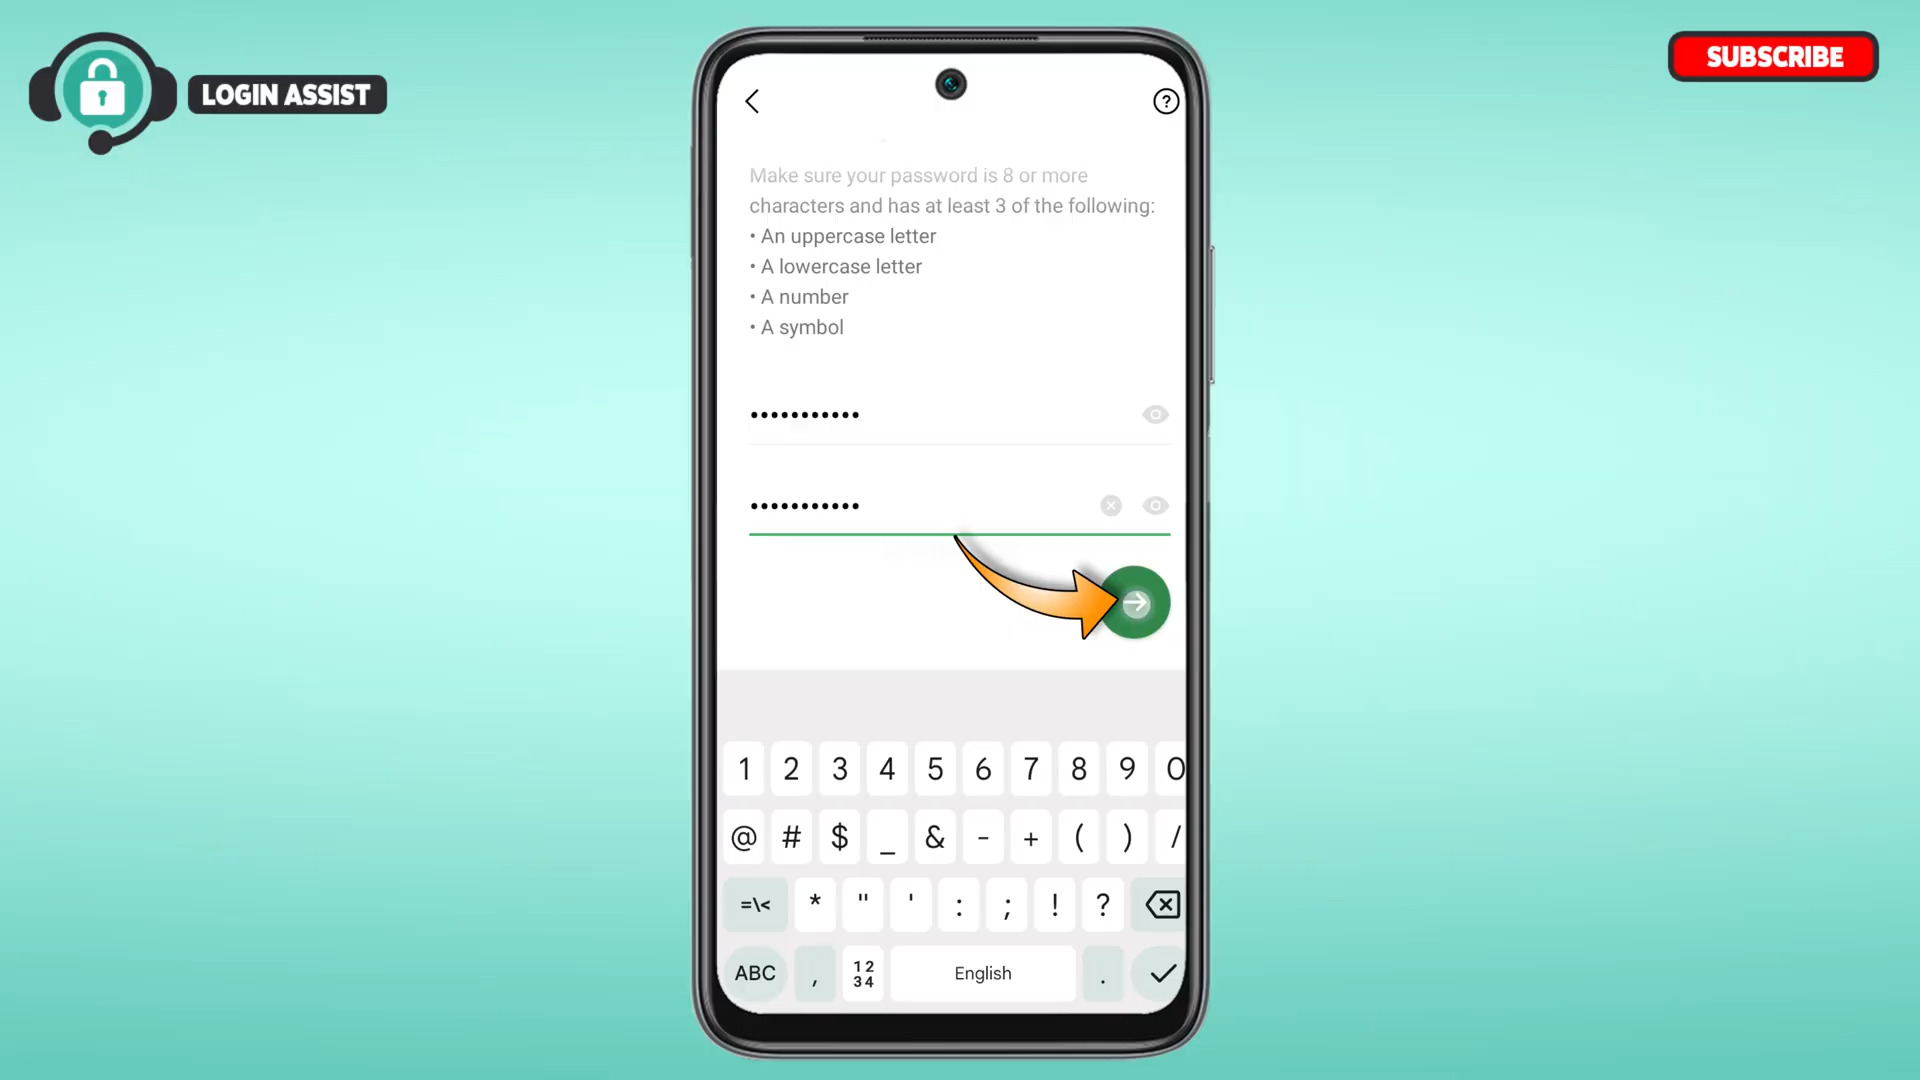 LOGIN ASSIST
SUBSCRIBE
Make sure your password is 8 or more
characters and has at least 3 of the following:
• An uppercase letter
• A lowercase letter
• A number
• A symbol
•••••••••••
•••••••••••
1 2 3 4 5 6 7 8 9 0
@ # $ _ & - + ( ) /
=\< * " ' : ; ! ?
ABC , 12 34 English .